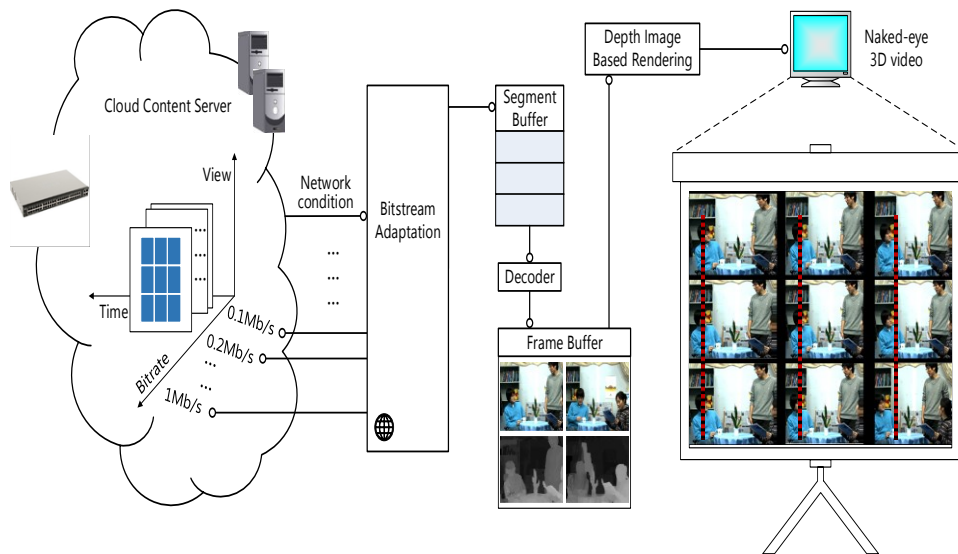 Cloud Content Server
View
Time
Bitrate
...
...
...
...
0.1Mb/s
0.2Mb/s
...
...
1Mb/s
Network
condition
...
...
...
Bitstream
Adaptation
Segment
Buffer
Decoder
Frame Buffer
Depth Image
Based Rendering
Naked-eye
3D video